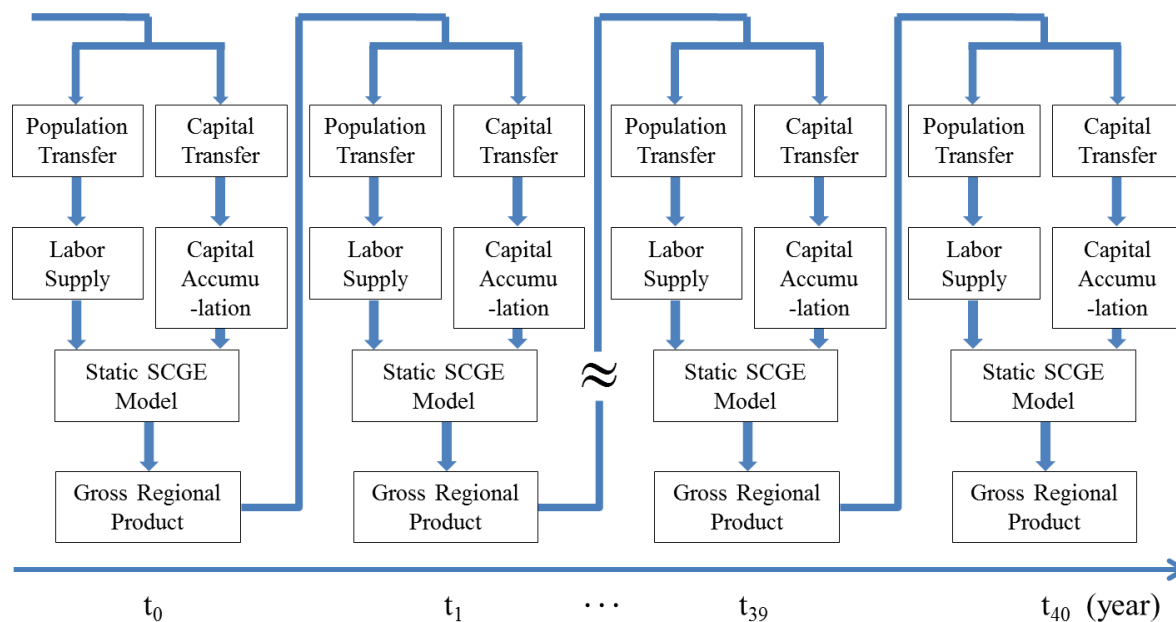 Population
Transfer
Capital
Transfer
Population
Transfer
Capital
Transfer
Population
Transfer
Capital
Transfer
Population
Transfer
Capital
Transfer
Labor
Supply
Capital
Accumu
-lation
Labor
Supply
Capital
Accumu
-lation
Labor
Supply
Capital
Accumu
-lation
Labor
Supply
Capital
Accumu
-lation
Static SCGE
Model
Static SCGE
Model
≈
Static SCGE
Model
Static SCGE
Model
Gross Regional
Product
Gross Regional
Product
Gross Regional
Product
Gross Regional
Product
t0 t1 ··· t39 t40 (year)